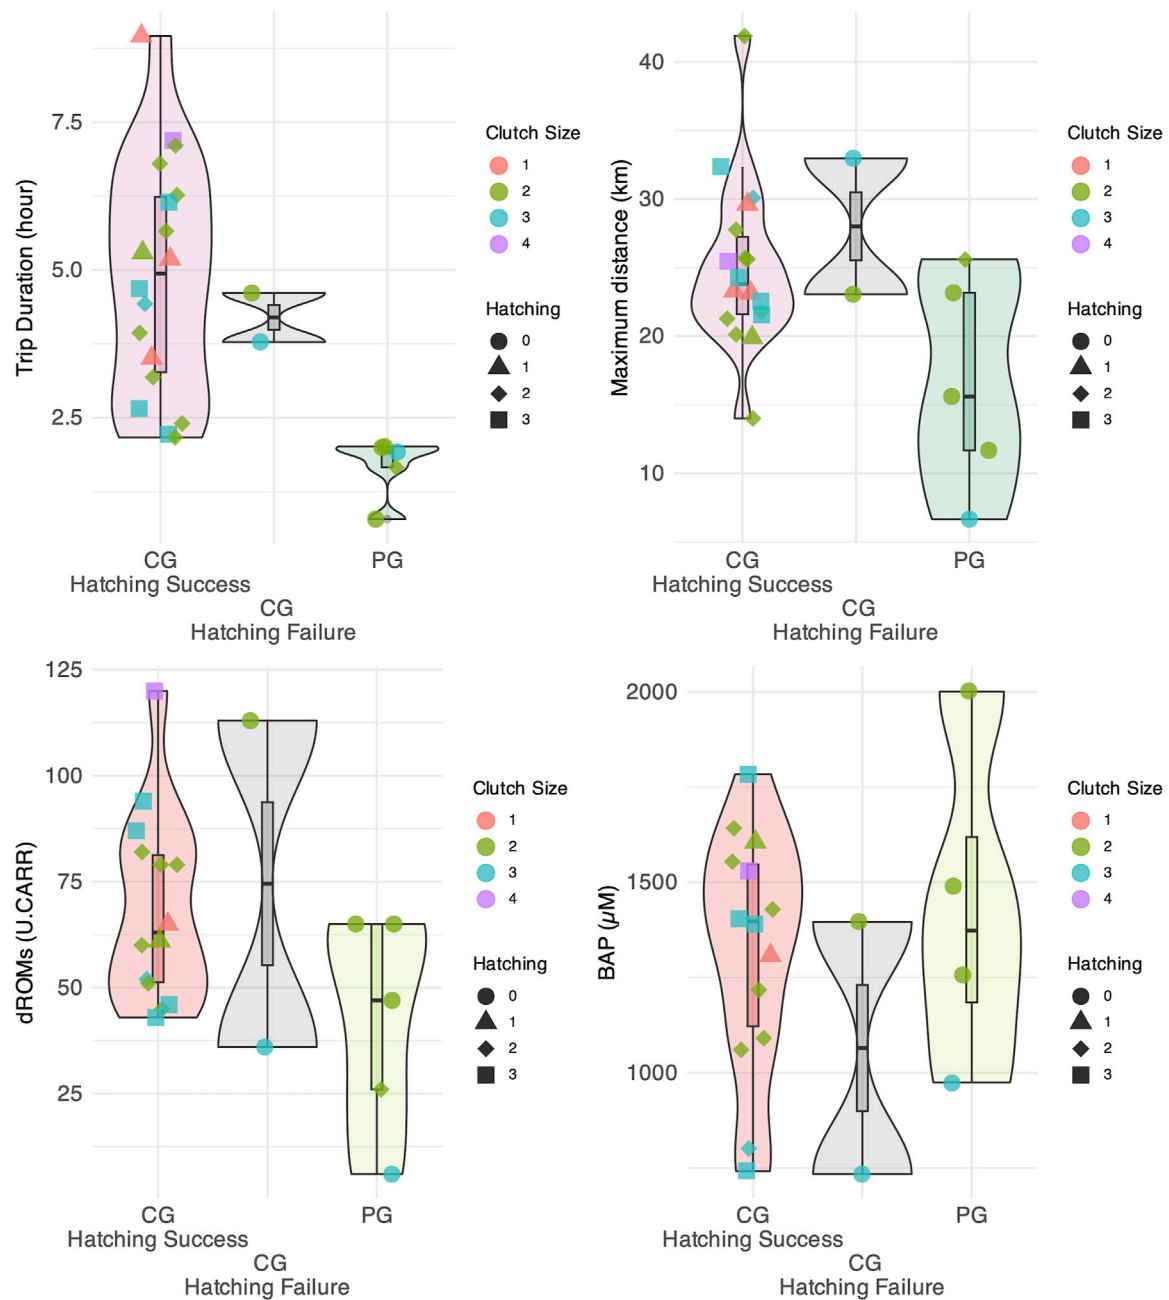 Trip Duration (hour)
7.5
5.0
2.5
CG
Hatching Success
CG
Hatching Failure
PG
Clutch Size
1
2
3
4
Hatching
0
1
2
3
Maximum distance (km)
40
30
20
10
CG
Hatching Success
CG
Hatching Failure
PG
Clutch Size
1
2
3
4
Hatching
0
1
2
3
dROMs (U.CARR)
125
100
75
50
25
CG
Hatching Success
CG
Hatching Failure
PG
Clutch Size
1
2
3
4
Hatching
0
1
2
3
BAP (µM)
2000
1500
1000
CG
Hatching Success
CG
Hatching Failure
PG
Clutch Size
1
2
3
4
Hatching
0
1
2
3